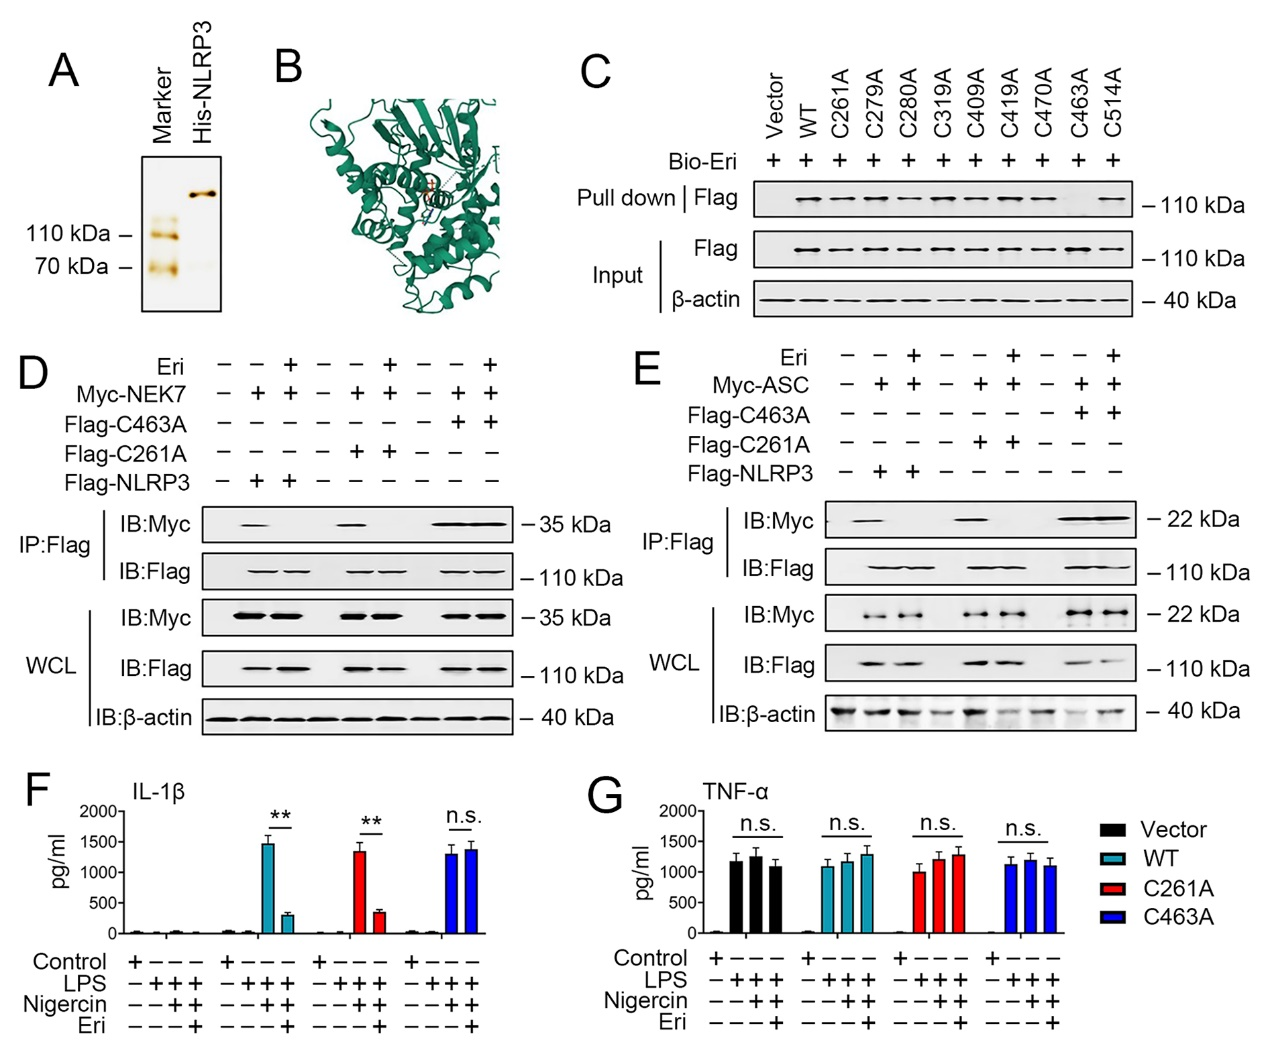 A
Marker
His-NLRP3
110 kDa –
70 kDa –
B
C
Vector
WT
C261A
C279A
C280A
C319A
C409A
C419A
C470A
C463A
C514A
Bio-Eri + + + + + + + + + + +
Pull down | Flag – 110 kDa
Input
Flag – 110 kDa
β-actin – 40 kDa
D
Eri – – + – – + – – +
Myc-NEK7 – + + – + + – + +
Flag-C463A – – – – – – – + +
Flag-C261A – – – – + + – – –
Flag-NLRP3 – + + – – – – – –
IP:Flag
IB:Myc – 35 kDa
IB:Flag – 110 kDa
WCL
IB:Myc – 35 kDa
IB:Flag – 110 kDa
IB:β-actin – 40 kDa
E
Eri – – + – – + – – +
Myc-ASC – + + – + + – + +
Flag-C463A – – – – – – – + +
Flag-C261A – – – – + + – – –
Flag-NLRP3 – + + – – – – – –
IP:Flag
IB:Myc – 22 kDa
IB:Flag – 110 kDa
WCL
IB:Myc – 22 kDa
IB:Flag – 110 kDa
IB:β-actin – 40 kDa
F
IL-1β
pg/ml
2000
1500
1000
500
0
** ** n.s.
Control + – – – + – – – + – – – + – – –
LPS – + + + – + + + – + + + – + + +
Nigercin – – + + – – + + – – + + – – + +
Eri – – – + – – – + – – – + – – – +
G
TNF-α
pg/ml
2000
1500
1000
500
0
n.s. n.s. n.s. n.s.
Control + – – – + – – – + – – – + – – –
LPS – + + + – + + + – + + + – + + +
Nigercin – – + + – – + + – – + + – – + +
Eri – – – + – – – + – – – + – – – +
Vector
WT
C261A
C463A